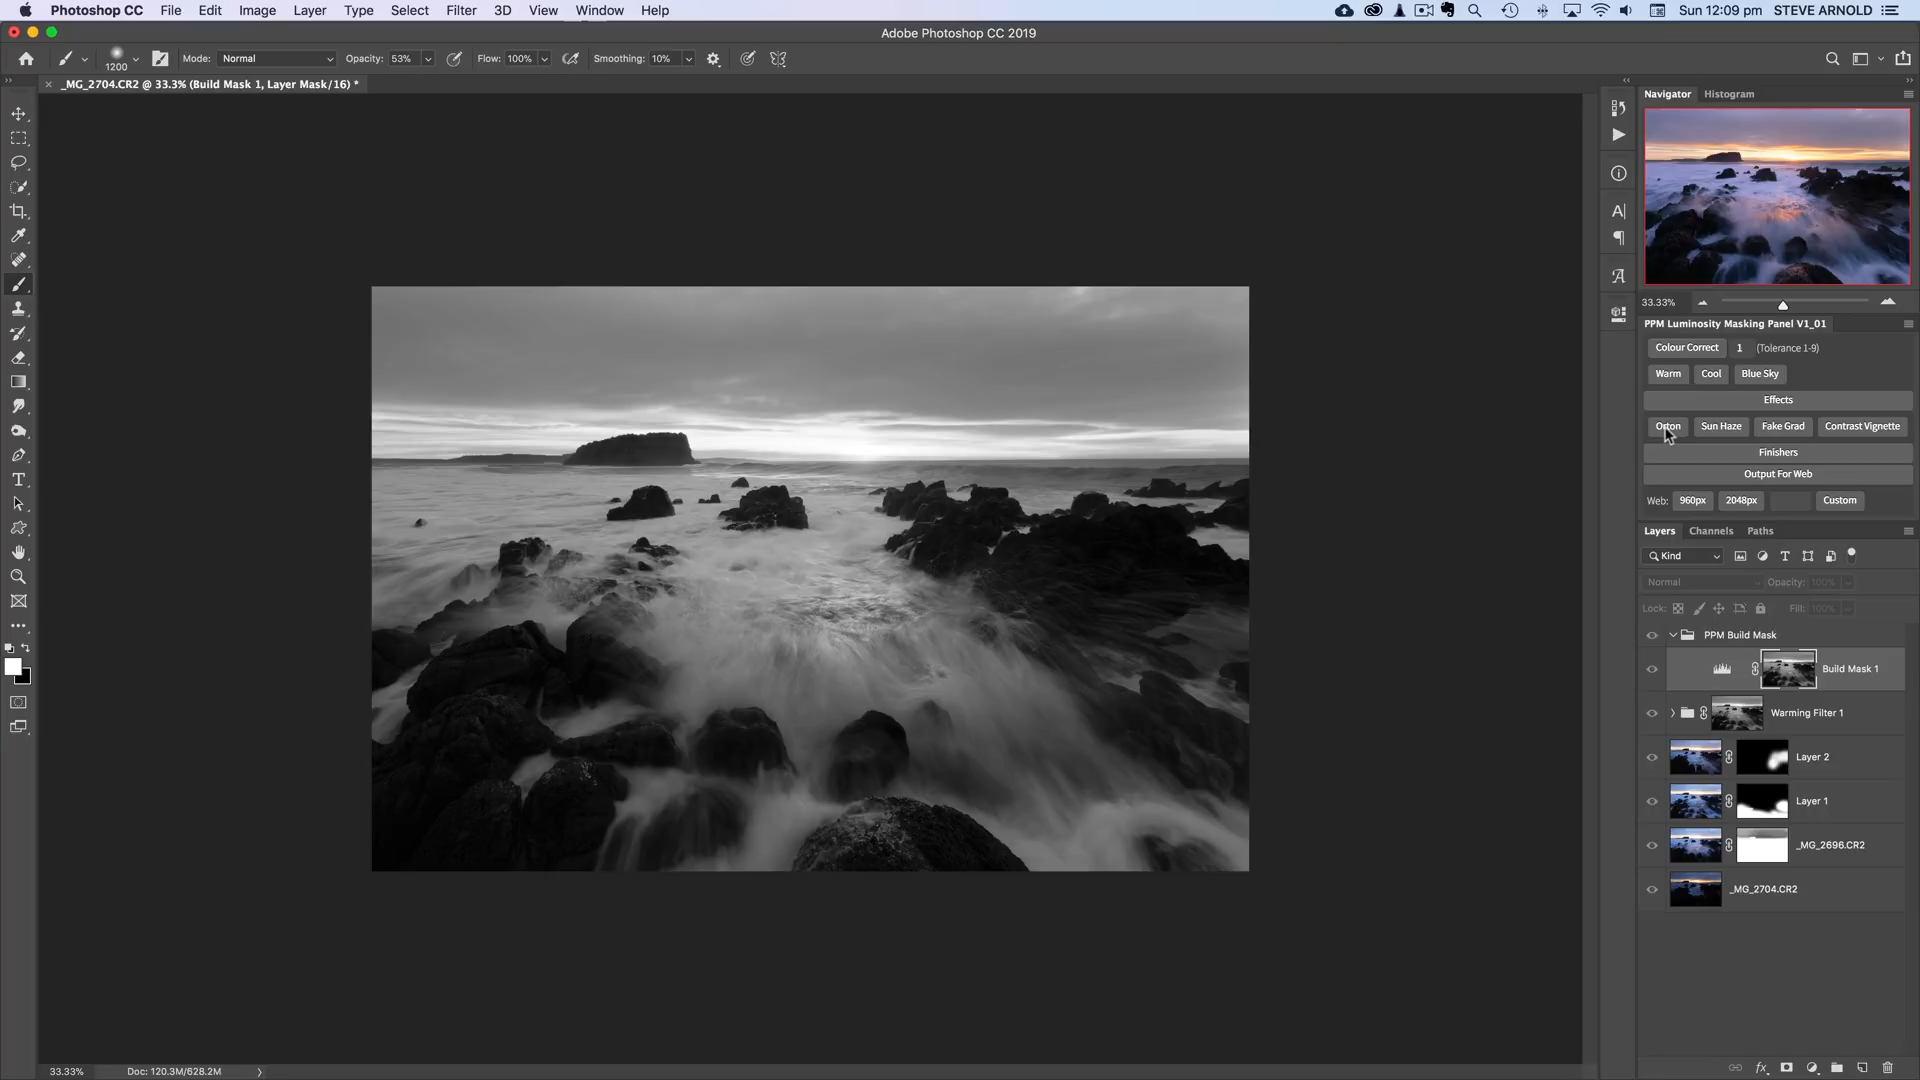 Photoshop CC File Edit Image Layer Type Select Filter 3D View Window Help Sun 12:09 pm STEVE ARNOLD
Adobe Photoshop CC 2019
1200 Mode: Normal Opacity: 53% Flow: 100% Smoothing: 10%
_MG_2704.CR2 @ 33.3% (Build Mask 1, Layer Mask/16) *
Navigator Histogram
33.33%
PPM Luminosity Masking Panel V1_01
Colour Correct 1 (Tolerance 1-9)
Warm Cool Blue Sky
Effects
Orton Sun Haze Fake Grad Contrast Vignette
Finishers
Output For Web
Web: 960px 2048px Custom
Layers Channels Paths
Kind
Normal Opacity: 100%
Lock: Fill: 100%
PPM Build Mask
Build Mask 1
Warming Filter 1
Layer 2
Layer 1
_MG_2696.CR2
_MG_2704.CR2
33.33% Doc: 120.3M/628.2M